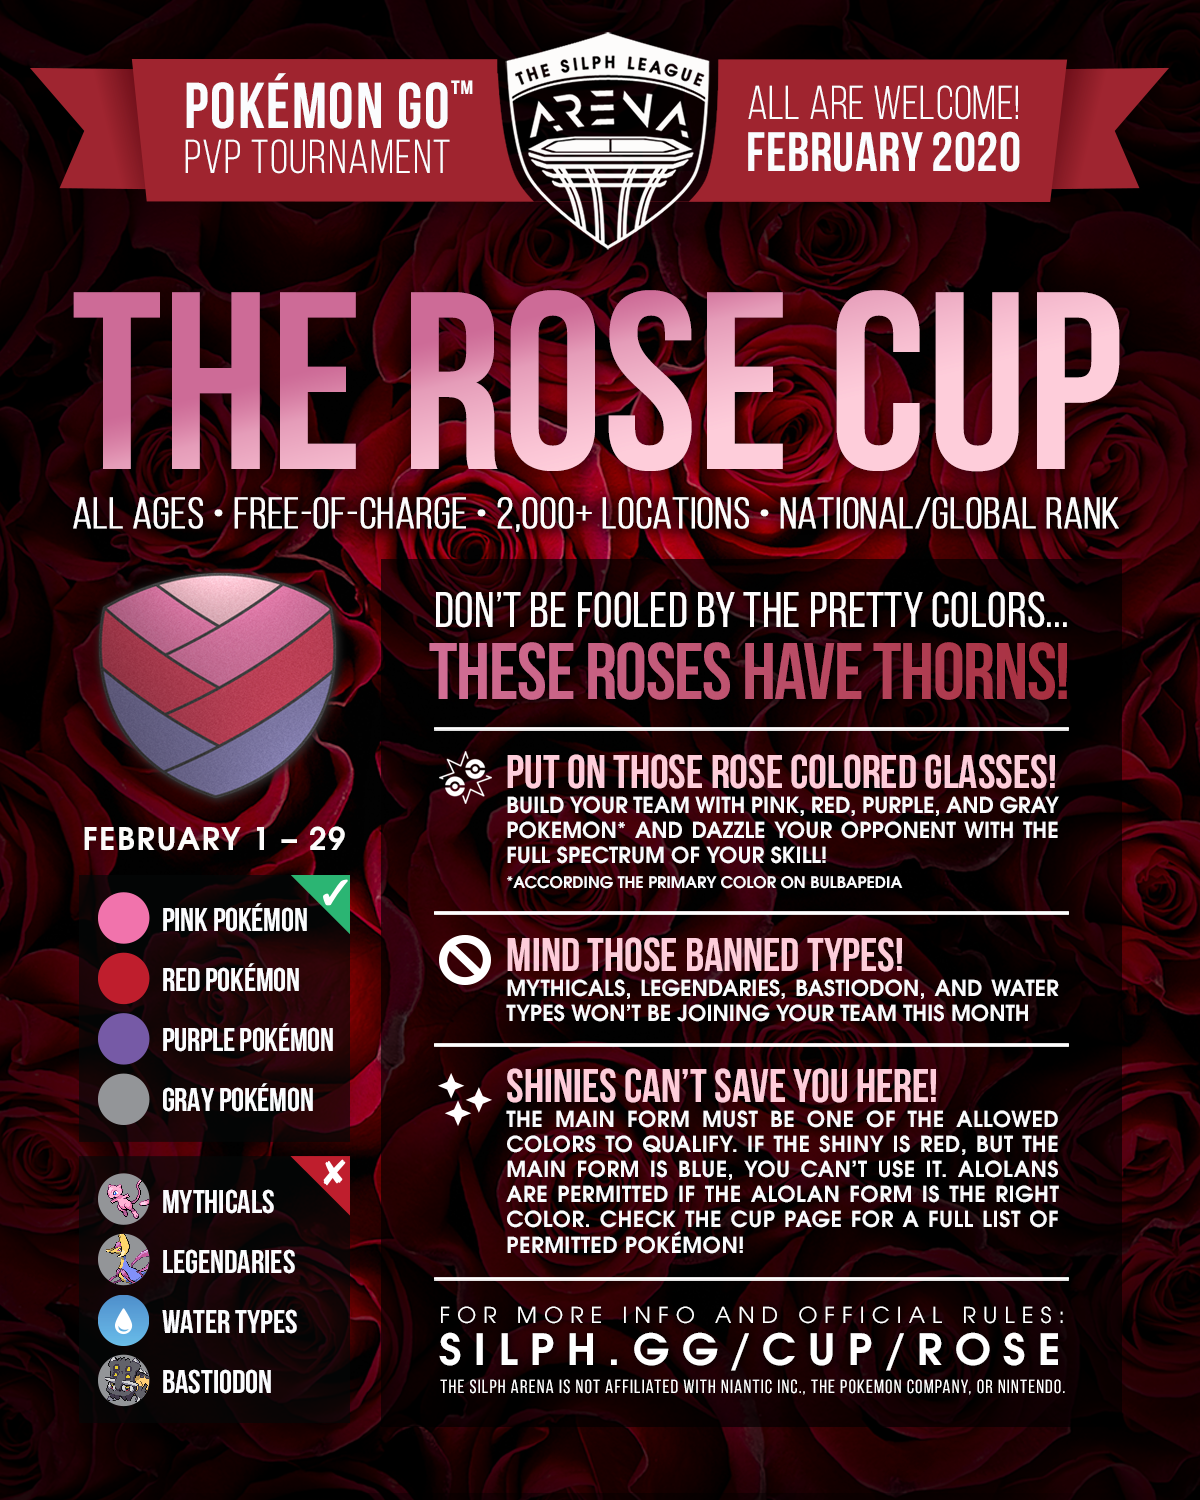 POKÉMON GO™
PVP TOURNAMENT
THE SILPH LEAGUE
ARENA
ALL ARE WELCOME!
FEBRUARY 2020
THE ROSE CUP
ALL AGES • FREE-OF-CHARGE • 2,000+ LOCATIONS • NATIONAL/GLOBAL RANK
FEBRUARY 1 – 29
PINK POKÉMON
RED POKÉMON
PURPLE POKÉMON
GRAY POKÉMON
MYTHICALS
LEGENDARIES
WATER TYPES
BASTIODON
DON'T BE FOOLED BY THE PRETTY COLORS...
THESE ROSES HAVE THORNS!
PUT ON THOSE ROSE COLORED GLASSES!
BUILD YOUR TEAM WITH PINK, RED, PURPLE, AND GRAY
POKEMON* AND DAZZLE YOUR OPPONENT WITH THE
FULL SPECTRUM OF YOUR SKILL!
*ACCORDING THE PRIMARY COLOR ON BULBAPEDIA
MIND THOSE BANNED TYPES!
MYTHICALS, LEGENDARIES, BASTIODON, AND WATER
TYPES WON'T BE JOINING YOUR TEAM THIS MONTH
SHINIES CAN'T SAVE YOU HERE!
THE MAIN FORM MUST BE ONE OF THE ALLOWED
COLORS TO QUALIFY. IF THE SHINY IS RED, BUT THE
MAIN FORM IS BLUE, YOU CAN'T USE IT. ALOLANS
ARE PERMITTED IF THE ALOLAN FORM IS THE RIGHT
COLOR. CHECK THE CUP PAGE FOR A FULL LIST OF
PERMITTED POKÉMON!
FOR MORE INFO AND OFFICIAL RULES:
SILPH.GG/CUP/ROSE
THE SILPH ARENA IS NOT AFFILIATED WITH NIANTIC INC., THE POKEMON COMPANY, OR NINTENDO.